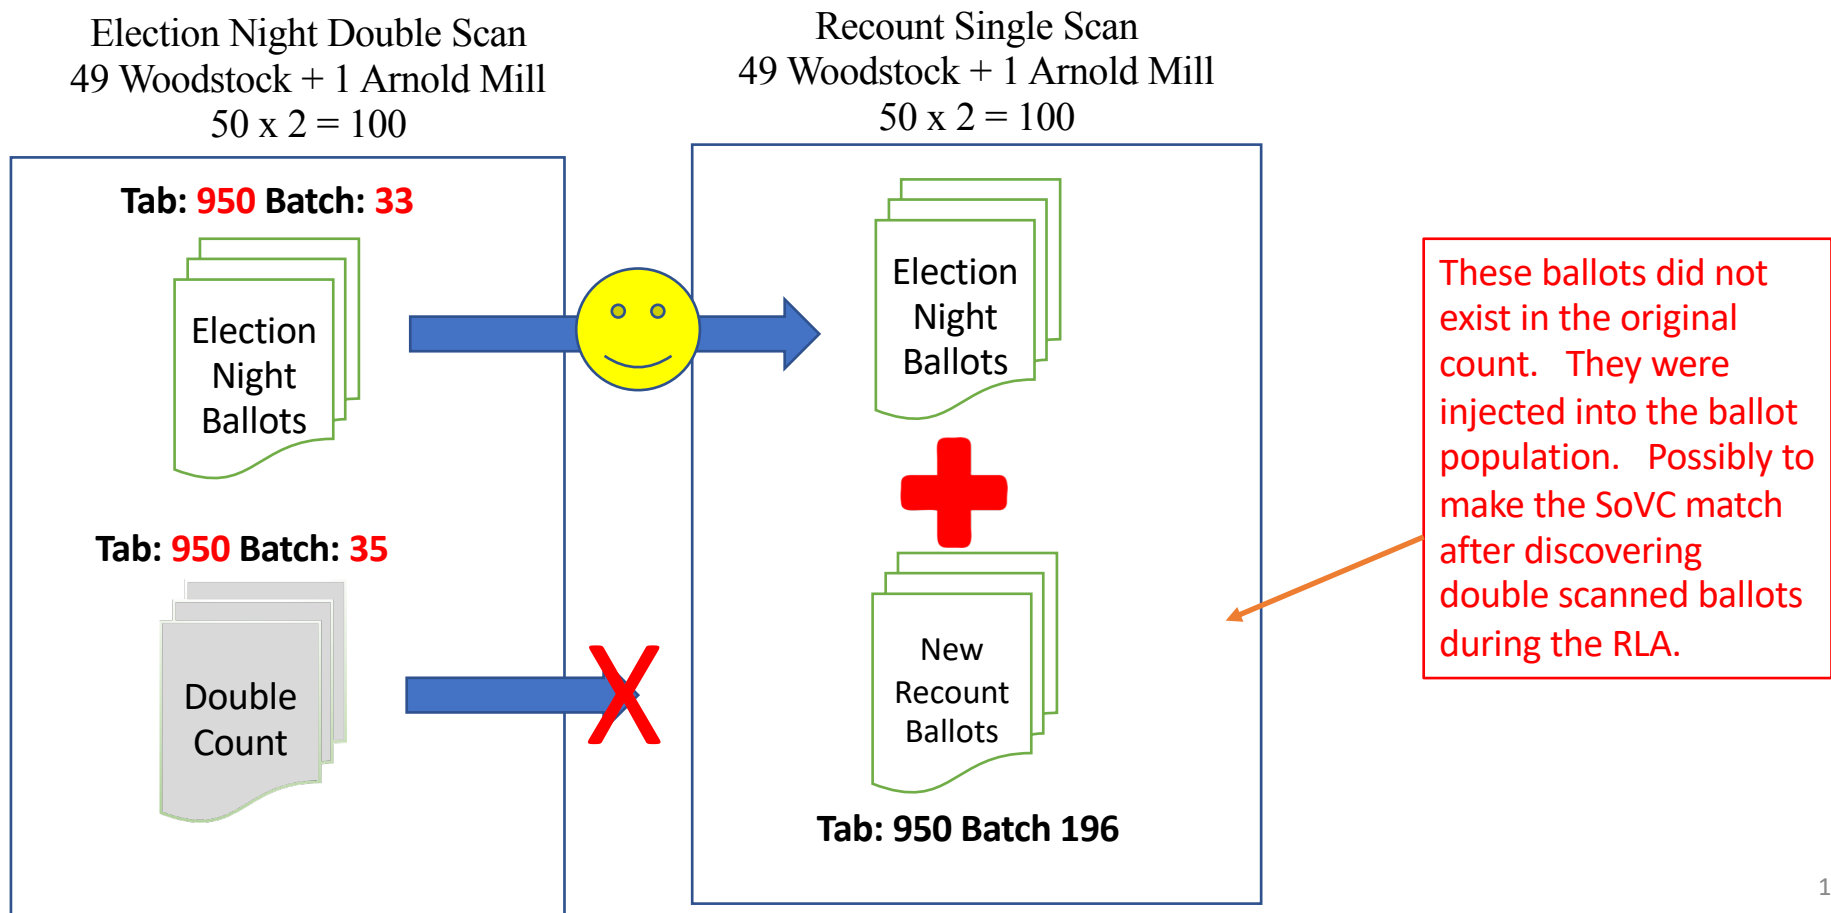 Election Night Double Scan
49 Woodstock + 1 Arnold Mill
50 x 2 = 100
Tab: 950 Batch: 33
Election
Night
Ballots
Tab: 950 Batch: 35
Double
Count
X
Recount Single Scan
49 Woodstock + 1 Arnold Mill
50 x 2 = 100
Election
Night
Ballots
New
Recount
Ballots
Tab: 950 Batch 196
These ballots did not
exist in the original
count. They were
injected into the ballot
population. Possibly to
make the SoVC match
after discovering
double scanned ballots
during the RLA.
1